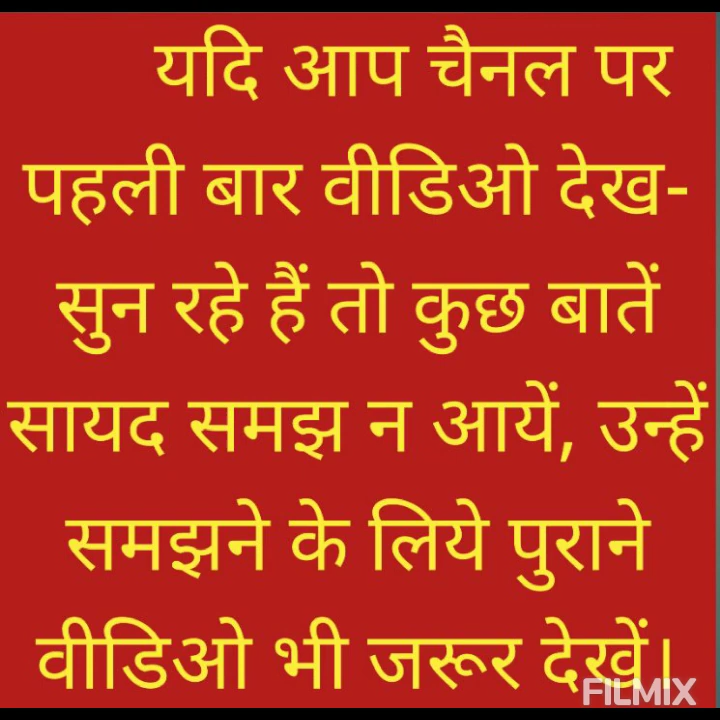 यदि आप चैनल पर
पहली बार वीडिओ देख-
सुन रहे हैं तो कुछ बातें
सायद समझ न आयें, उन्हें
समझने के लिये पुराने
वीडिओ भी जरूर देखें।
FILMIX